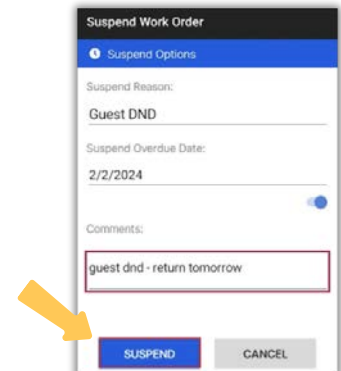 Suspend Work Order
Suspend Options
Suspend Reason:
Guest DND
Suspend Overdue Date:
2/2/2024
Comments:
guest dnd - return tomorrow
SUSPEND CANCEL